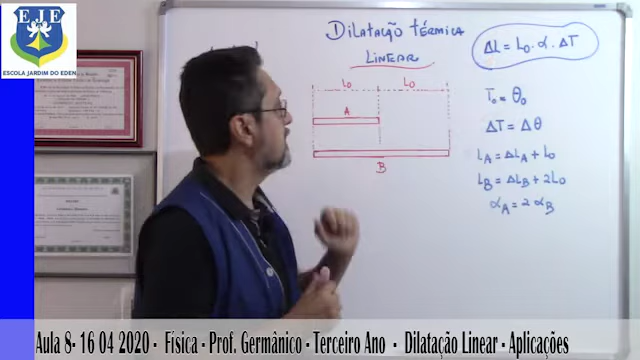 EJE
ESCOLA JARDIM DO EDEN
DILATAÇÃO TÉRMICA
LINEAR
ΔL = L₀ · α · ΔT
L₀ L₀
A
B
T₀ = θ₀
ΔT = Δθ
L_A = ΔL_A + L₀
L_B = ΔL_B + 2L₀
α_A = 2 α_B
Aula 8- 16 04 2020 - Física - Prof. Germânico - Terceiro Ano - Dilatação Linear - Aplicações